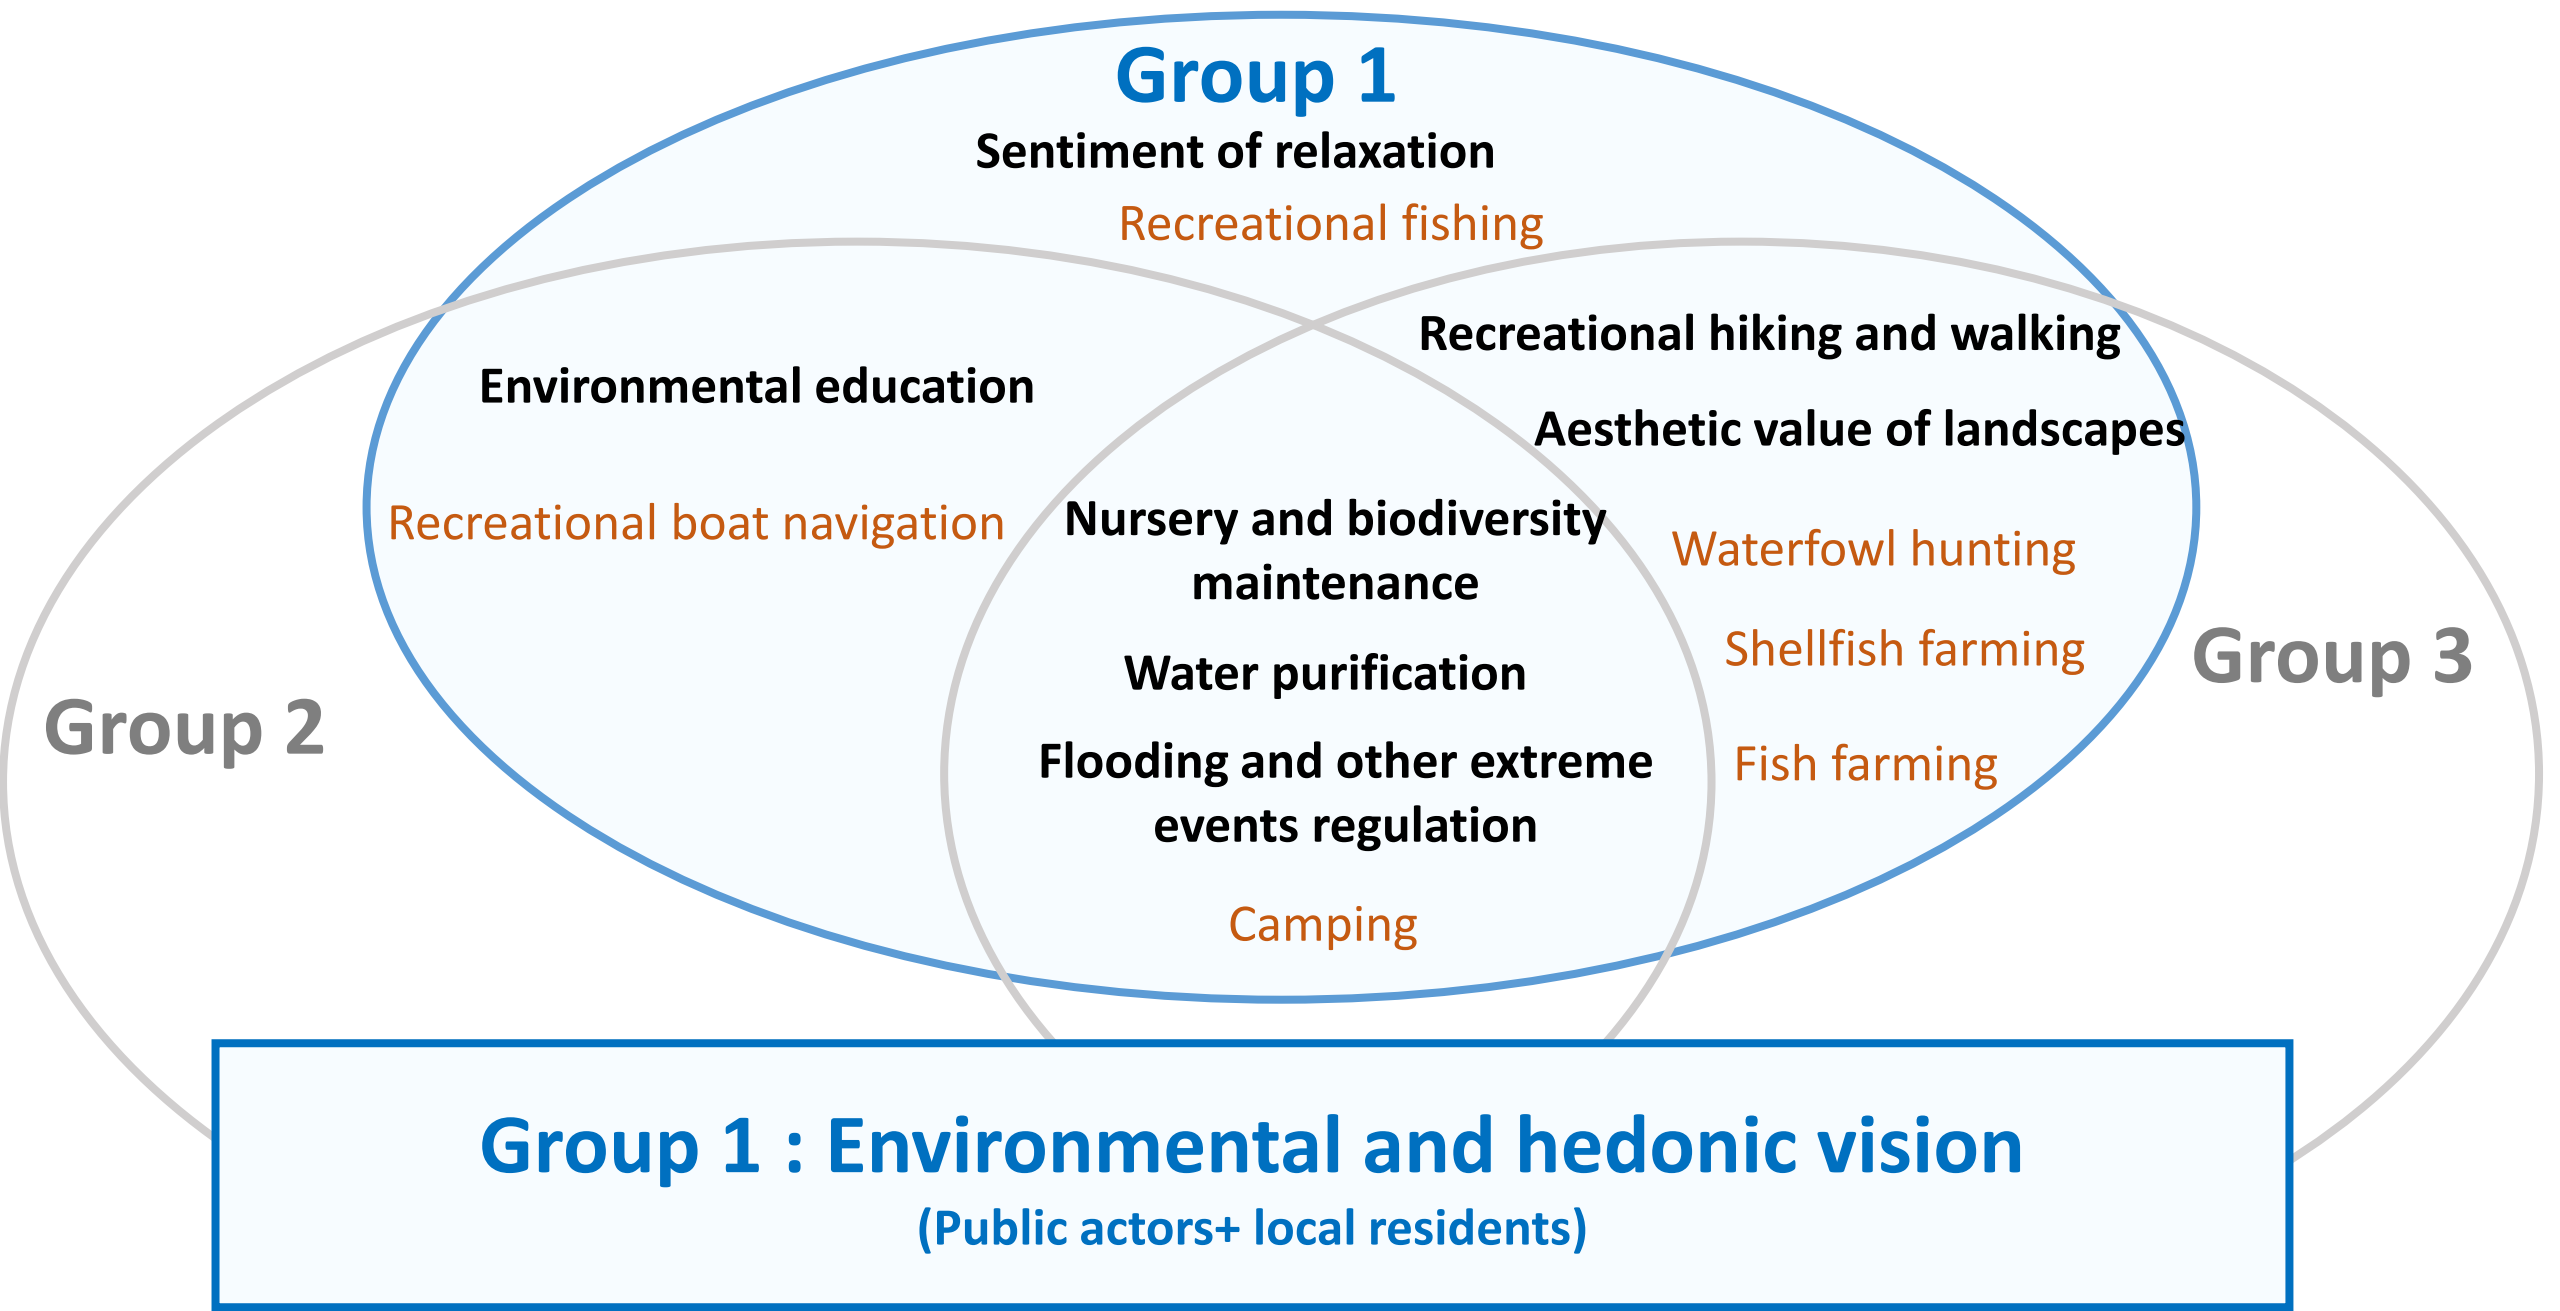 Group 1
Sentiment of relaxation
Recreational fishing
Recreational hiking and walking
Environmental education
Aesthetic value of landscapes
Recreational boat navigation
Nursery and biodiversity
maintenance
Waterfowl hunting
Shellfish farming
Water purification
Group 3
Group 2
Flooding and other extreme
events regulation
Fish farming
Camping
Group 1 : Environmental and hedonic vision
(Public actors+ local residents)